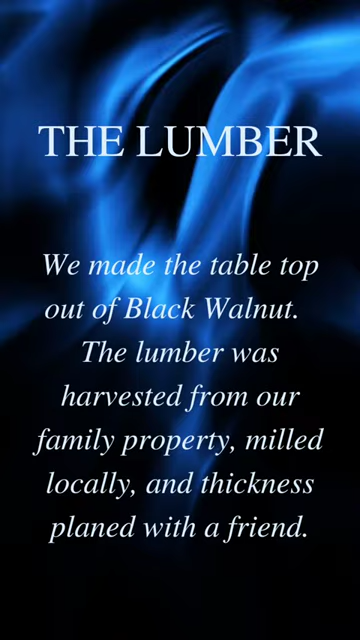 THE LUMBER
We made the table top
out of Black Walnut.
The lumber was
harvested from our
family property, milled
locally, and thickness
planed with a friend.